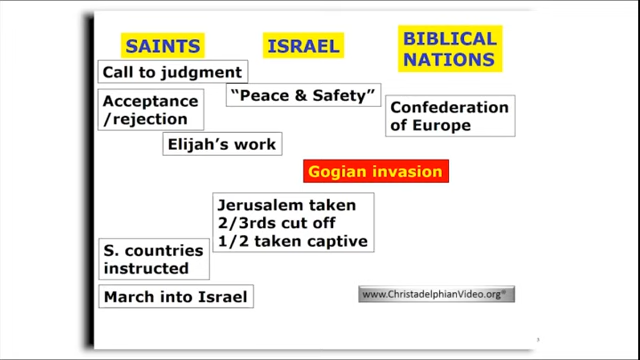 SAINTS
ISRAEL
BIBLICAL
NATIONS
Call to judgment
"Peace & Safety"
Acceptance
/rejection
Confederation
of Europe
Elijah's work
Gogian invasion
Jerusalem taken
2/3rds cut off
1/2 taken captive
S. countries
instructed
March into Israel
www.ChristadelphianVideo.org®